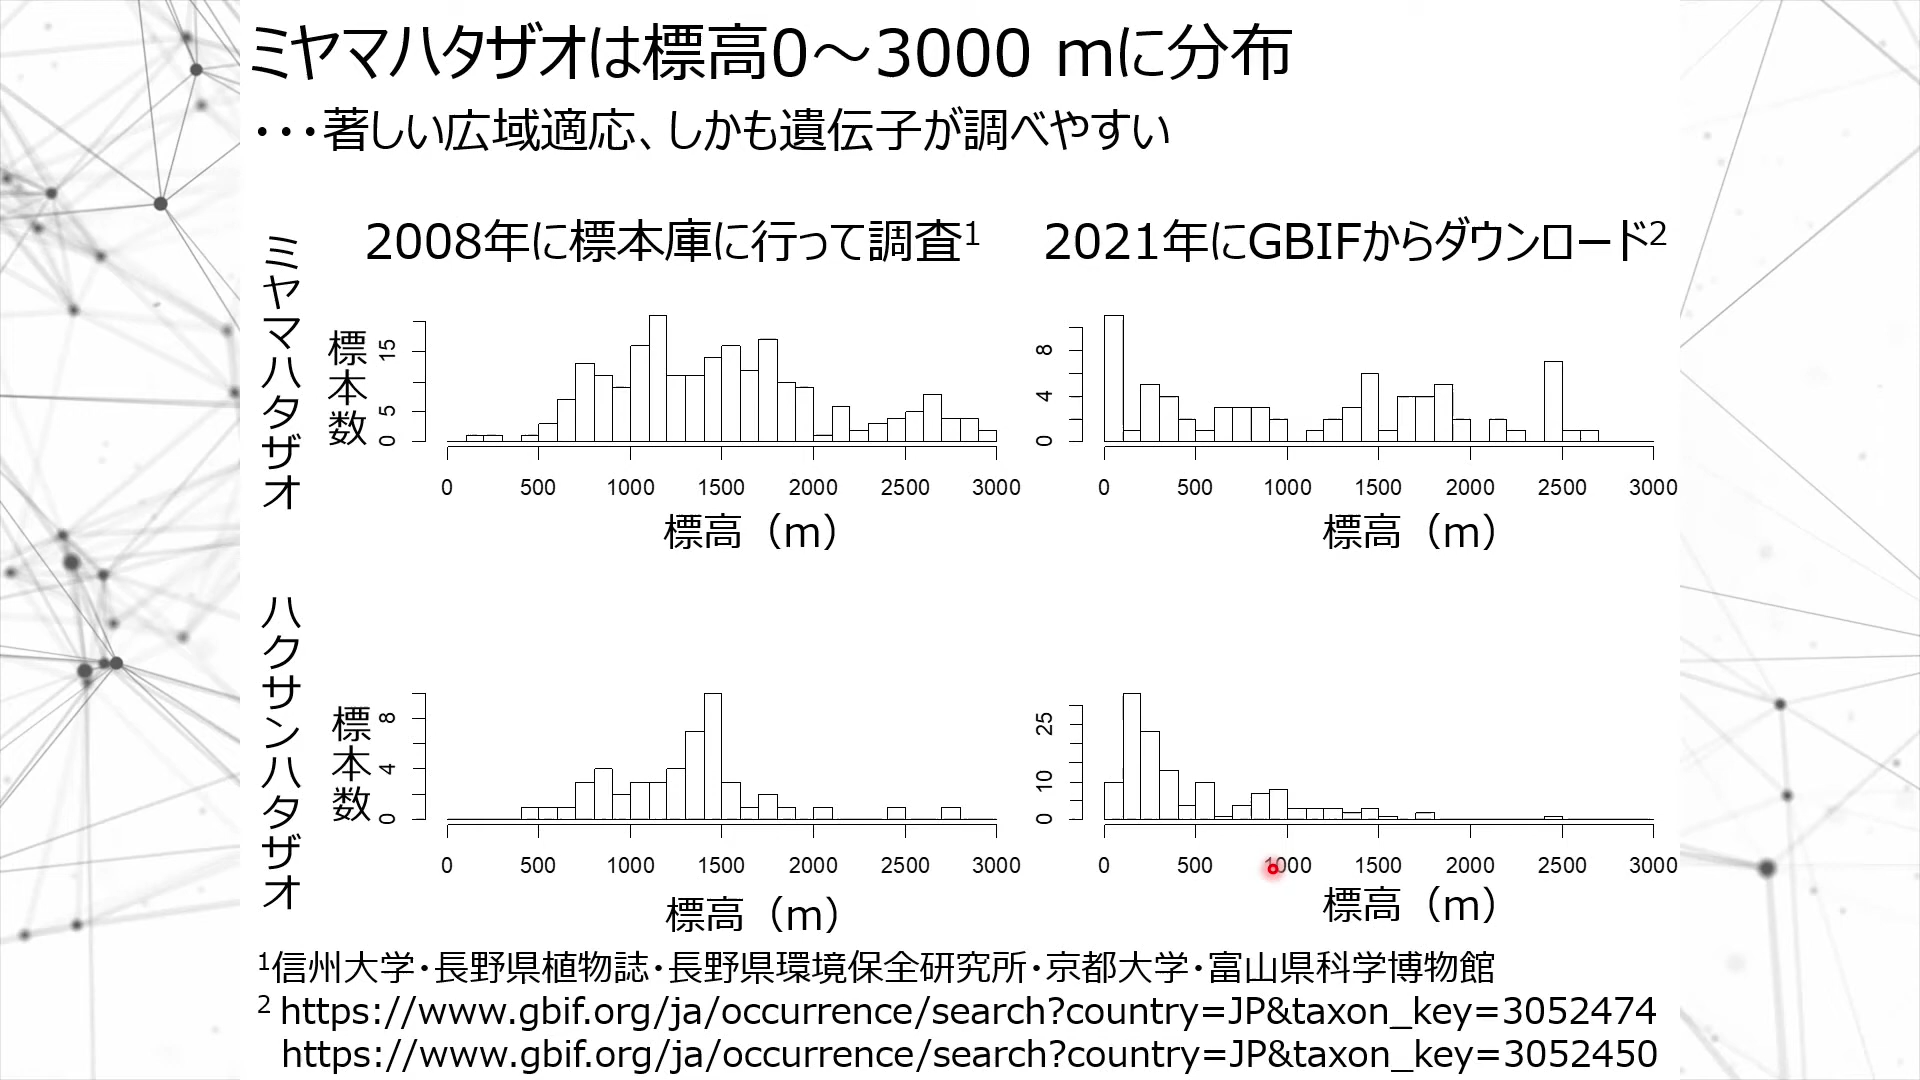 ミヤマハタザオは標高0～3000 mに分布
・・・著しい広域適応、しかも遺伝子が調べやすい
2008年に標本庫に行って調査1
2021年にGBIFからダウンロード2
ミヤマハタザオ
標本数
0 5 15
0 500 1000 1500 2000 2500 3000
標高（m）
0 4 8
0 500 1000 1500 2000 2500 3000
標高（m）
ハクサンハタザオ
標本数
0 4 8
0 500 1000 1500 2000 2500 3000
標高（m）
0 10 25
0 500 1000 1500 2000 2500 3000
標高（m）
1信州大学・長野県植物誌・長野県環境保全研究所・京都大学・富山県科学博物館
2 https://www.gbif.org/ja/occurrence/search?country=JP&taxon_key=3052474
https://www.gbif.org/ja/occurrence/search?country=JP&taxon_key=3052450